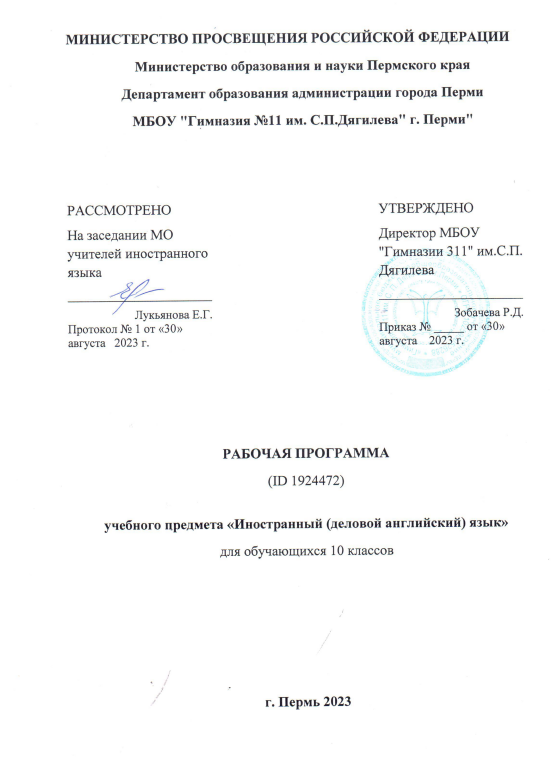 МИНИСТЕРСТВО ПРОСВЕЩЕНИЯ РОССИЙСКОЙ ФЕДЕРАЦИИ
Министерство образования и науки Пермского края
Департамент образования администрации города Перми
МБОУ "Гимназия №11 им. С.П.Дягилева" г. Перми"
РАССМОТРЕНО
На заседании МО
учителей иностранного
языка
Лукьянова Е.Г.
Протокол № 1 от «30»
августа 2023 г.
УТВЕРЖДЕНО
Директор МБОУ
"Гимназии 311" им.С.П.
Дягилева
Зобачева Р.Д.
Приказ № _____ от «30»
августа 2023 г.
РАБОЧАЯ ПРОГРАММА
(ID 1924472)
учебного предмета «Иностранный (деловой английский) язык»
для обучающихся 10 классов
г. Пермь 2023